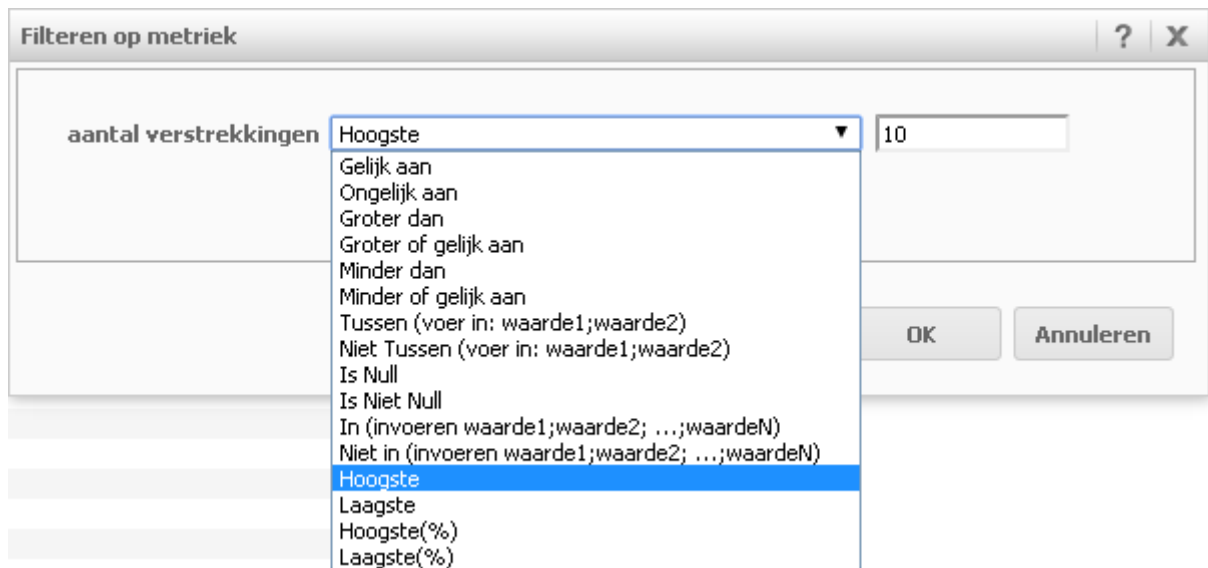 Filteren op metriek ? X
aantal verstrekkingen Hoogste ▼ 10
Gelijk aan
Ongelijk aan
Groter dan
Groter of gelijk aan
Minder dan
Minder of gelijk aan
Tussen (voer in: waarde1;waarde2)
Niet Tussen (voer in: waarde1;waarde2)
Is Null
Is Niet Null
In (invoeren waarde1;waarde2; ...;waardeN)
Niet in (invoeren waarde1;waarde2; ...;waardeN)
Hoogste
Laagste
Hoogste(%)
Laagste(%)
OK Annuleren